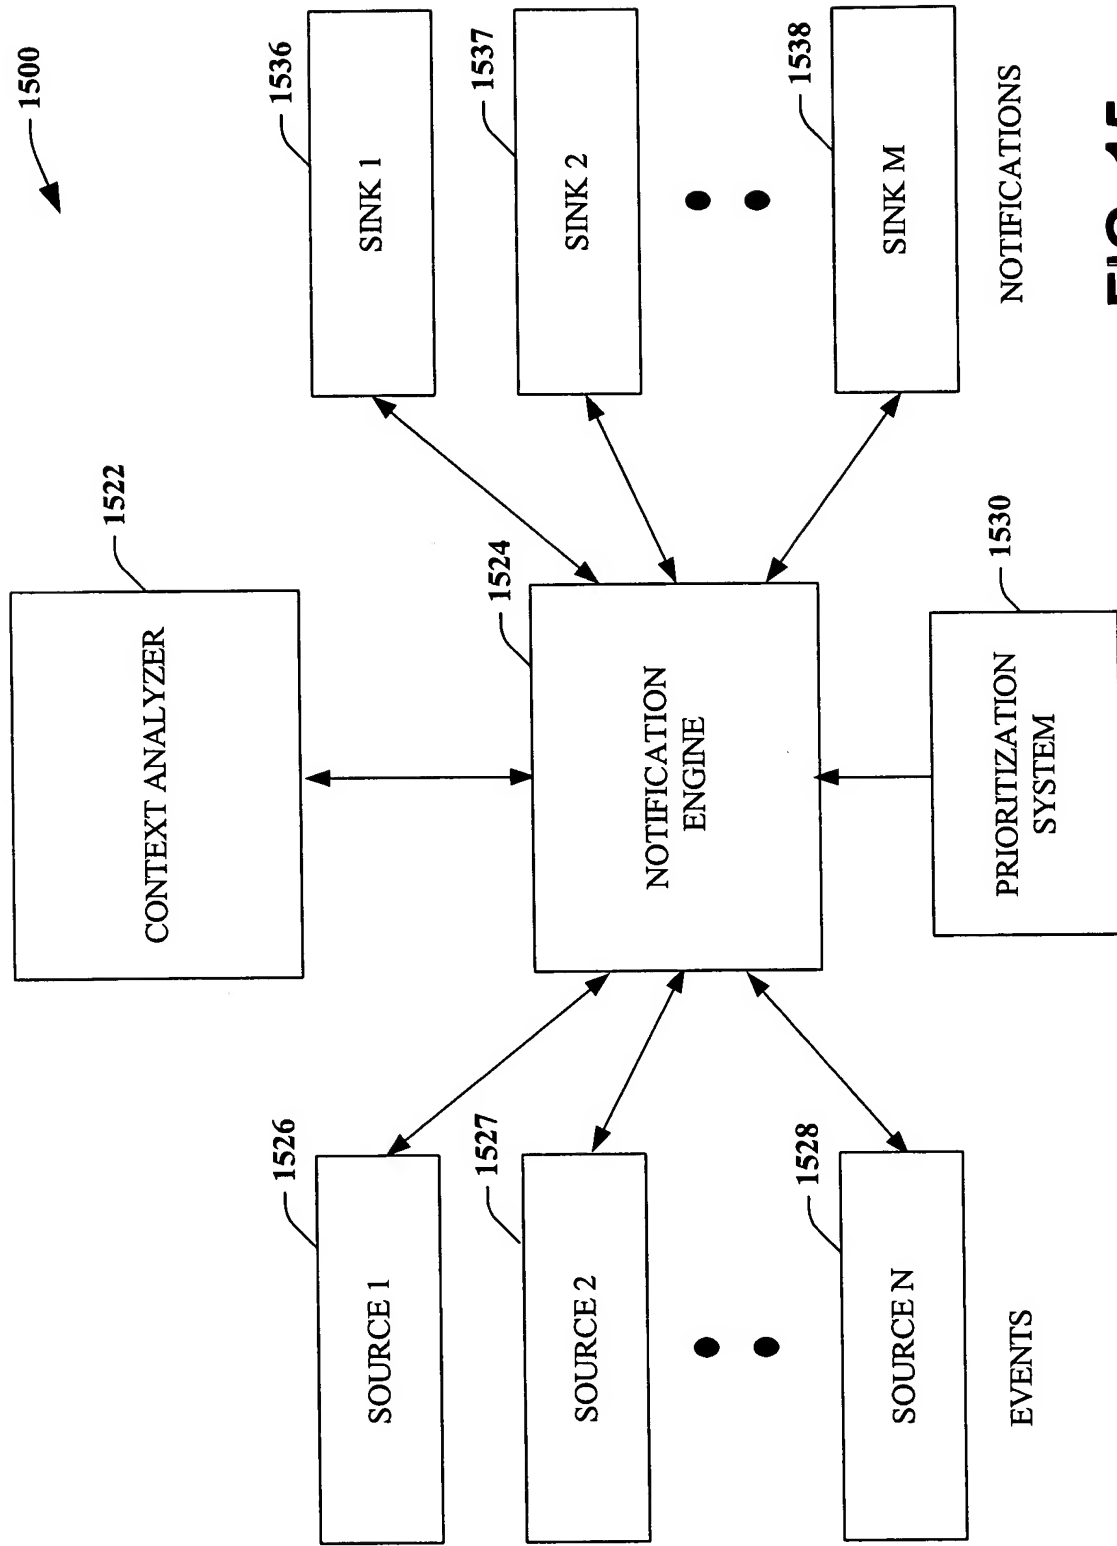 1500
CONTEXT ANALYZER
1522
SOURCE 1
1526
SOURCE 2
1527
SOURCE N
1528
EVENTS
NOTIFICATION
ENGINE
1524
PRIORITIZATION
SYSTEM
1530
SINK 1
1536
SINK 2
1537
SINK M
1538
NOTIFICATIONS